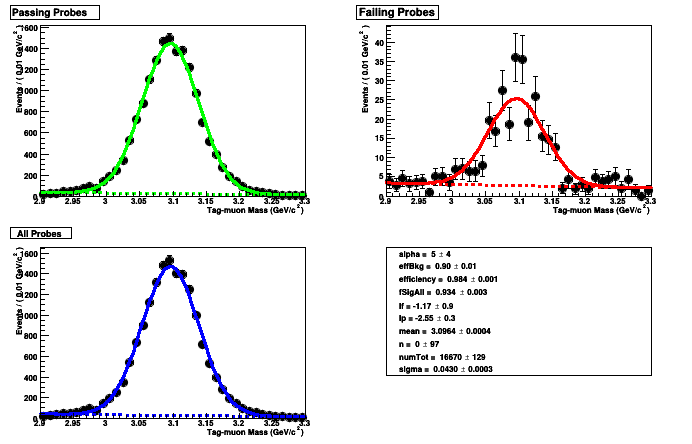 Passing Probes
Events / ( 0.01 GeV/c² )
1600
1400
1200
1000
800
600
400
200
0
2.9 2.95 3 3.05 3.1 3.15 3.2 3.25 3.3
Tag-muon Mass (GeV/c²)
Failing Probes
Events / ( 0.01 GeV/c² )
40
35
30
25
20
15
10
5
0
2.9 2.95 3 3.05 3.1 3.15 3.2 3.25 3.3
Tag-muon Mass (GeV/c²)
All Probes
Events / ( 0.01 GeV/c² )
1600
1400
1200
1000
800
600
400
200
0
2.9 2.95 3 3.05 3.1 3.15 3.2 3.25 3.3
Tag-muon Mass (GeV/c²)
alpha = 5 ± 4
effBkg = 0.90 ± 0.01
efficiency = 0.984 ± 0.001
fSigAll = 0.934 ± 0.003
lf = -1.17 ± 0.9
lp = -2.55 ± 0.3
mean = 3.0964 ± 0.0004
n = 0 ± 97
numTot = 16670 ± 129
sigma = 0.0430 ± 0.0003